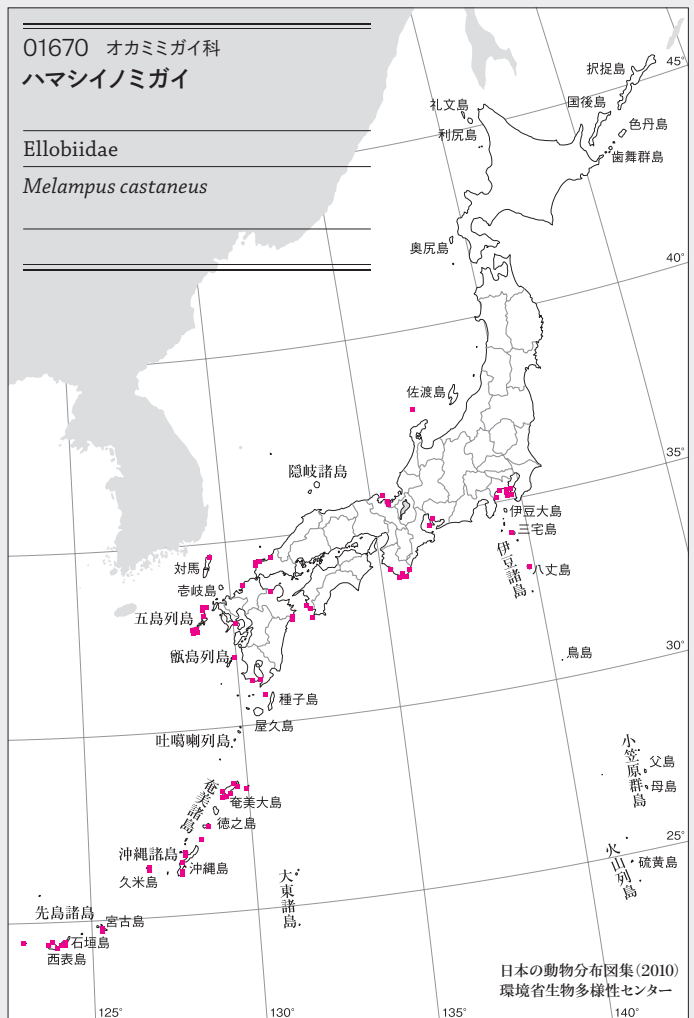 01670 オカミミガイ科
ハマシイノミガイ
Ellobiidae
Melampus castaneus
択捉島
45°
礼文島
国後島
色丹島
利尻島
歯舞群島
奥尻島
40°
佐渡島
35°
隠岐諸島
伊豆大島
三宅島
伊豆諸島
八丈島
対馬
壱岐島
五島列島
甑島列島
鳥島
30°
種子島
屋久島
吐噶喇列島
小笠原群島
父島
母島
奄美諸島
奄美大島
徳之島
25°
沖縄諸島
沖縄島
久米島
大東諸島
火山列島
硫黄島
先島諸島
宮古島
石垣島
西表島
日本の動物分布図集(2010)
環境省生物多様性センター
125°
130°
135°
140°